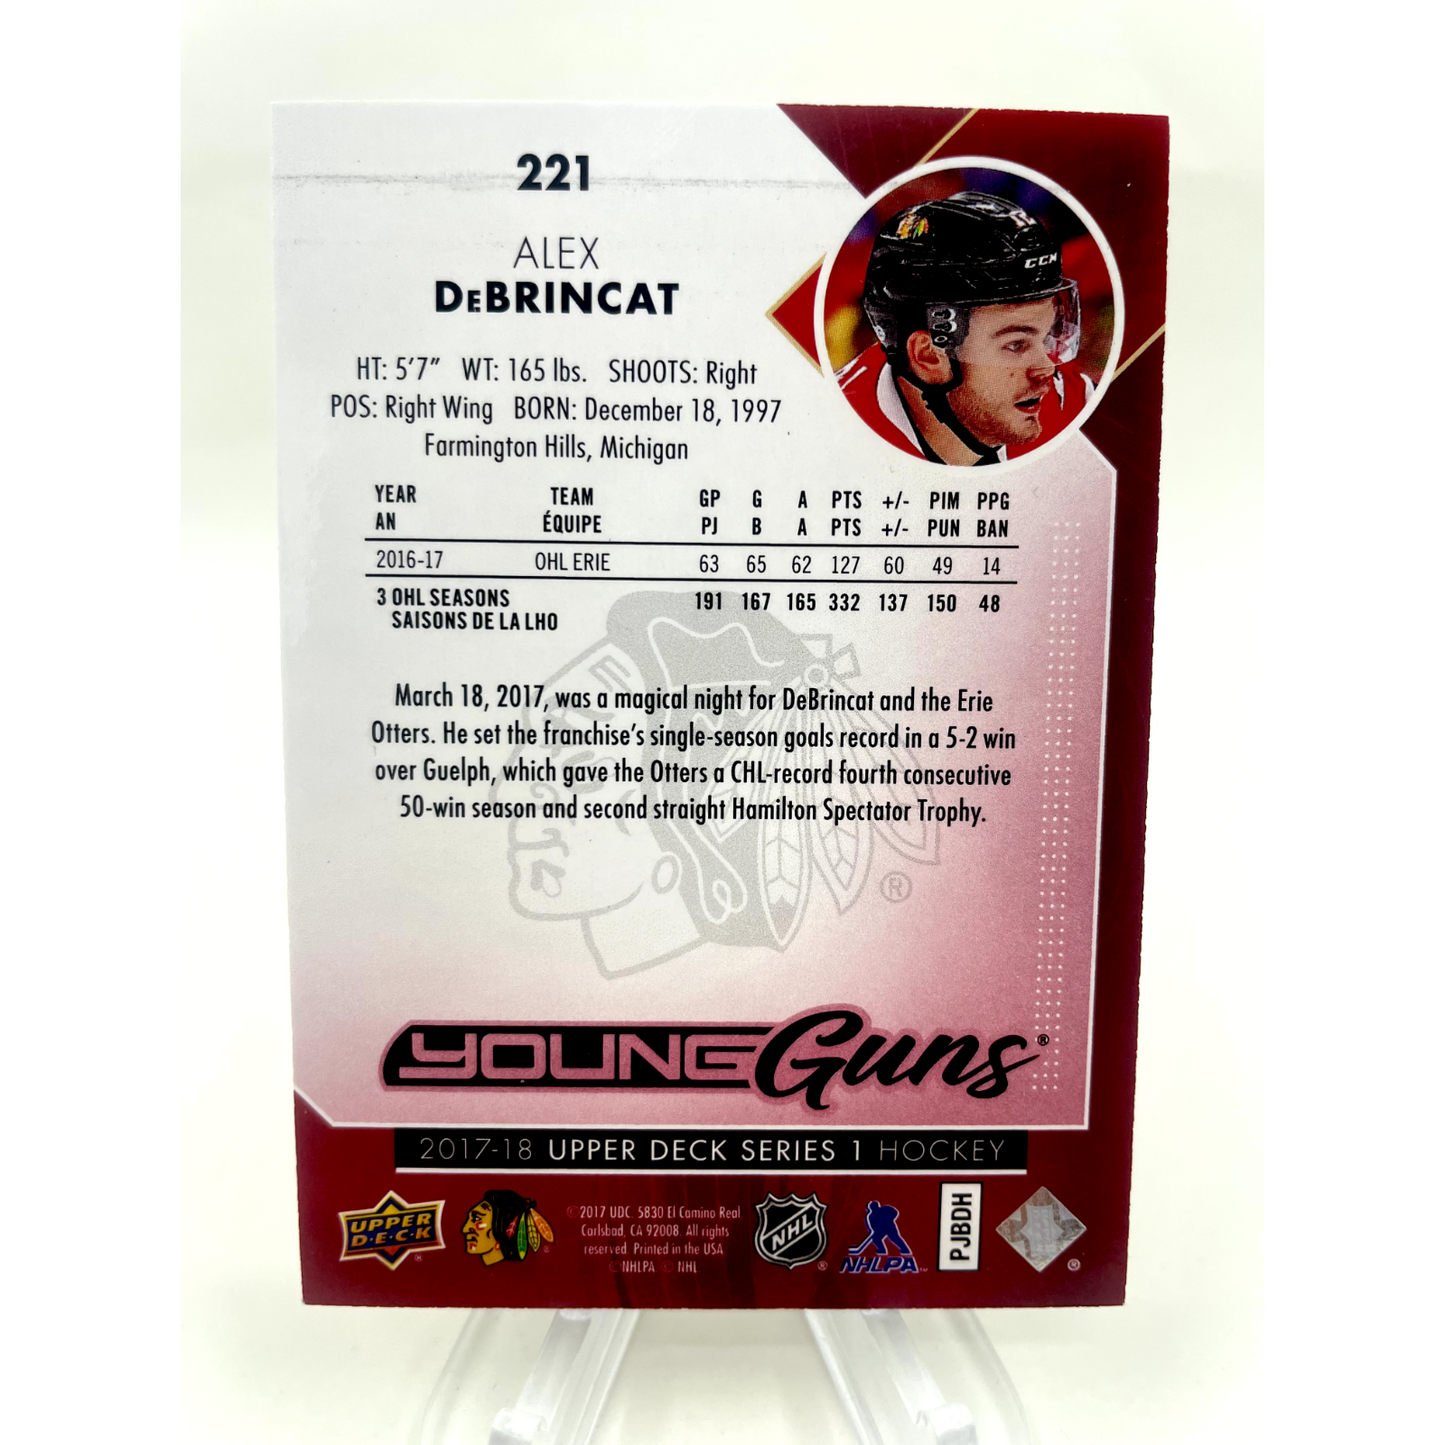 221
ALEX
DeBRINCAT
CCM
HT: 5'7" WT: 165 lbs. SHOOTS: Right
POS: Right Wing BORN: December 18, 1997
Farmington Hills, Michigan
YEAR TEAM GP G A PTS +/- PIM PPG
AN ÉQUIPE PJ B A PTS +/- PUN BAN
2016-17 OHL ERIE 63 65 62 127 60 49 14
3 OHL SEASONS 191 167 165 332 137 150 48
SAISONS DE LA LHO
March 18, 2017, was a magical night for DeBrincat and the Erie
Otters. He set the franchise's single-season goals record in a 5-2 win
over Guelph, which gave the Otters a CHL-record fourth consecutive
50-win season and second straight Hamilton Spectator Trophy.
®
YOUNG Guns®
2017-18 UPPER DECK SERIES 1 HOCKEY
UPPER
D·E·C·K
®
©2017 UDC. 5830 El Camino Real
Carlsbad, CA 92008. All rights
reserved. Printed in the USA
©NHLPA © NHL
NHL
®
NHLPA
PJBDH
®